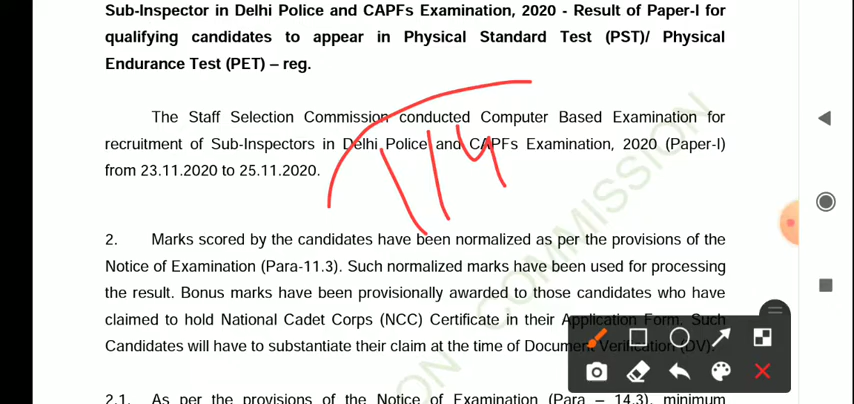 Sub-Inspector in Delhi Police and CAPFs Examination, 2020 - Result of Paper-I for
qualifying candidates to appear in Physical Standard Test (PST)/ Physical
Endurance Test (PET) – reg.
The Staff Selection Commission conducted Computer Based Examination for
recruitment of Sub-Inspectors in Delhi Police and CAPFs Examination, 2020 (Paper-I)
from 23.11.2020 to 25.11.2020.
2. Marks scored by the candidates have been normalized as per the provisions of the
Notice of Examination (Para-11.3). Such normalized marks have been used for processing
the result. Bonus marks have been provisionally awarded to those candidates who have
claimed to hold National Cadet Corps (NCC) Certificate in their Application Form. Such
Candidates will have to substantiate their claim at the time of Document Verification (DV).
2.1. As per the provisions of the Notice of Examination (Para – 14.3), minimum
COMMISSION